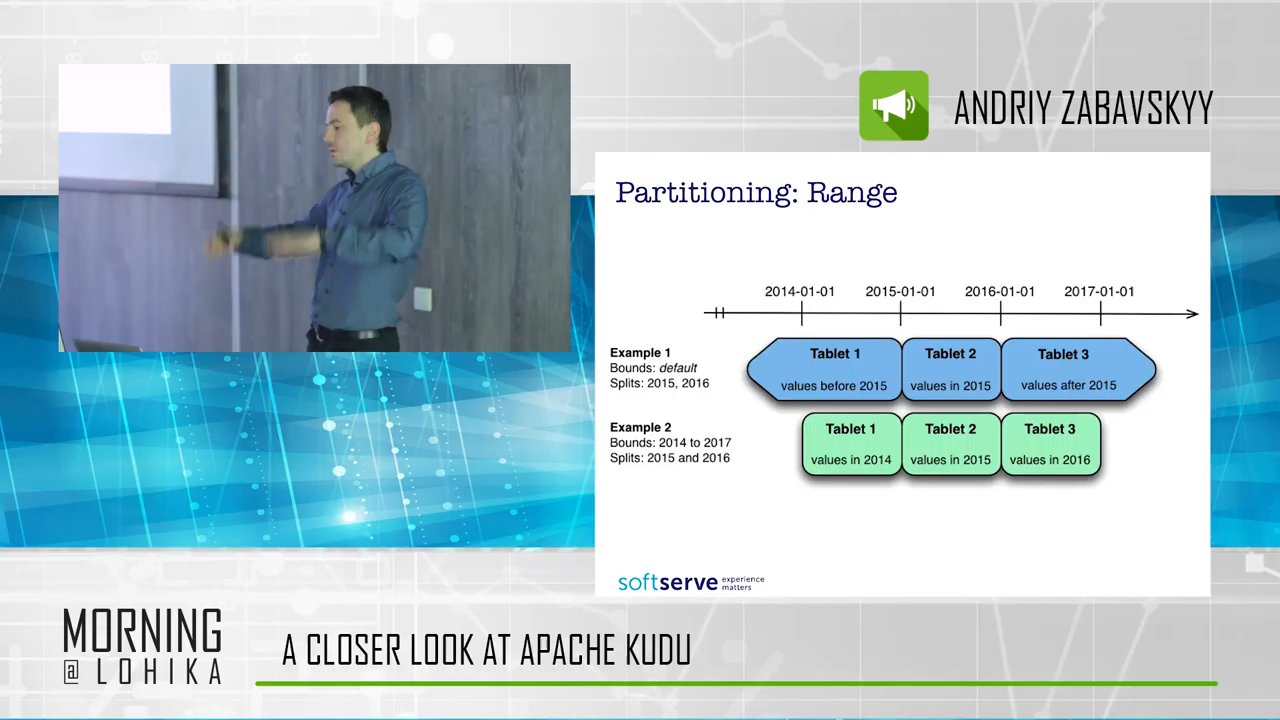 ANDRIY ZABAVSKYY
Partitioning: Range
2014-01-01 2015-01-01 2016-01-01 2017-01-01
Example 1
Bounds: default
Splits: 2015, 2016
Tablet 1
values before 2015
Tablet 2
values in 2015
Tablet 3
values after 2015
Example 2
Bounds: 2014 to 2017
Splits: 2015 and 2016
Tablet 1
values in 2014
Tablet 2
values in 2015
Tablet 3
values in 2016
softserve experience matters
MORNING
@ LOHIKA
A CLOSER LOOK AT APACHE KUDU